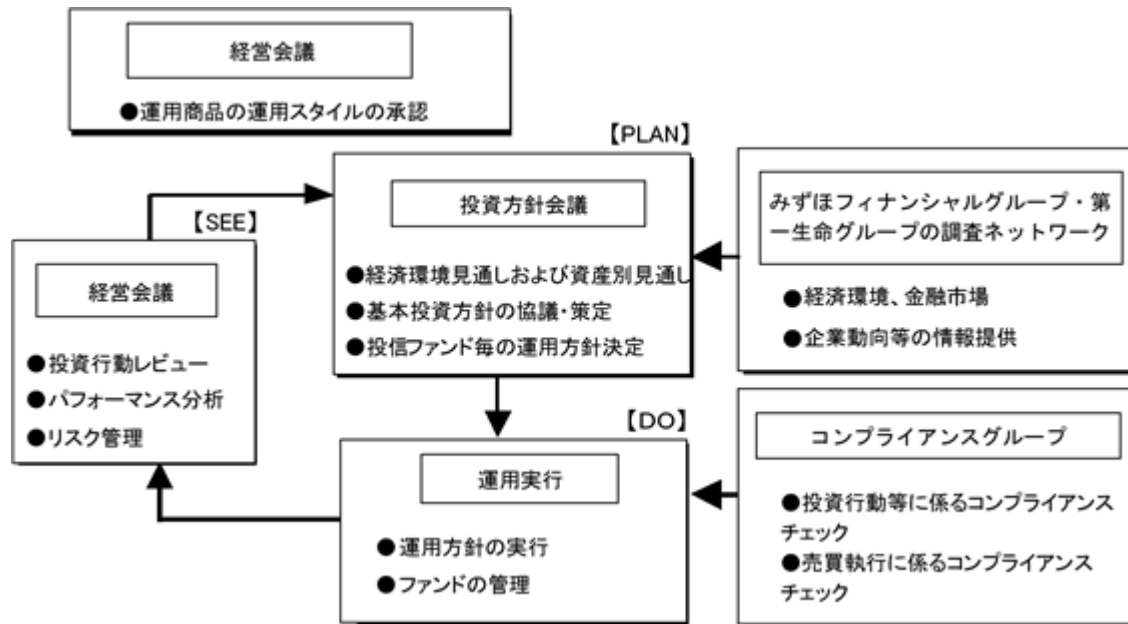 経営会議
●運用商品の運用スタイルの承認
【PLAN】
投資方針会議
●経済環境見通しおよび資産別見通し
●基本投資方針の協議・策定
●投信ファンド毎の運用方針決定
みずほフィナンシャルグループ・第
一生命グループの調査ネットワーク
●経済環境、金融市場
●企業動向等の情報提供
【SEE】
経営会議
●投資行動レビュー
●パフォーマンス分析
●リスク管理
【DO】
運用実行
●運用方針の実行
●ファンドの管理
コンプライアンスグループ
●投資行動等に係るコンプライアンス
チェック
●売買執行に係るコンプライアンス
チェック